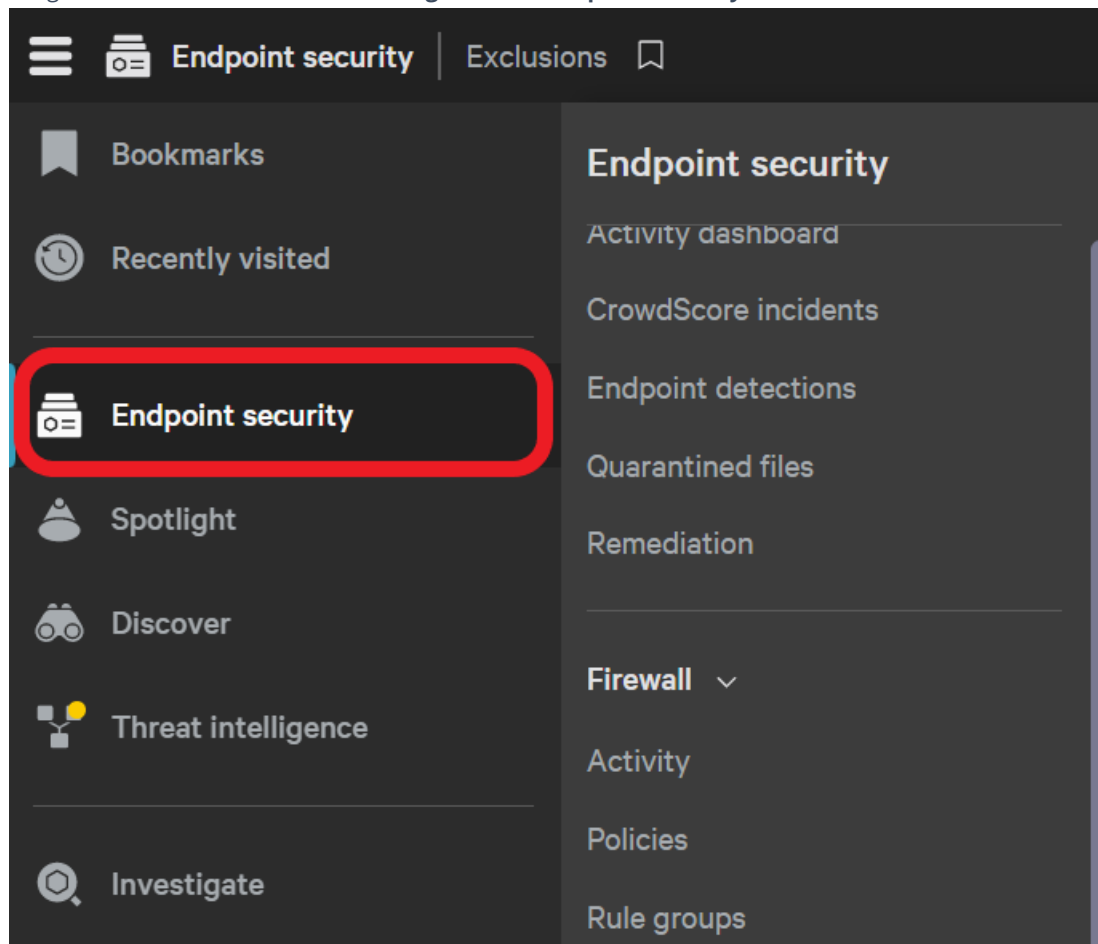 Endpoint security | Exclusions
Bookmarks
Recently visited
Endpoint security
Spotlight
Discover
Threat intelligence
Investigate
Endpoint security
Activity dashboard
CrowdScore incidents
Endpoint detections
Quarantined files
Remediation
Firewall
Activity
Policies
Rule groups